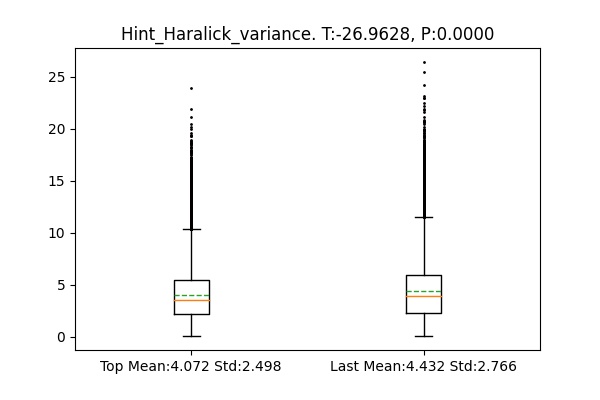 Hint_Haralick_variance. T:-26.9628, P:0.0000
25
20
15
10
5
0
Top Mean:4.072 Std:2.498
Last Mean:4.432 Std:2.766